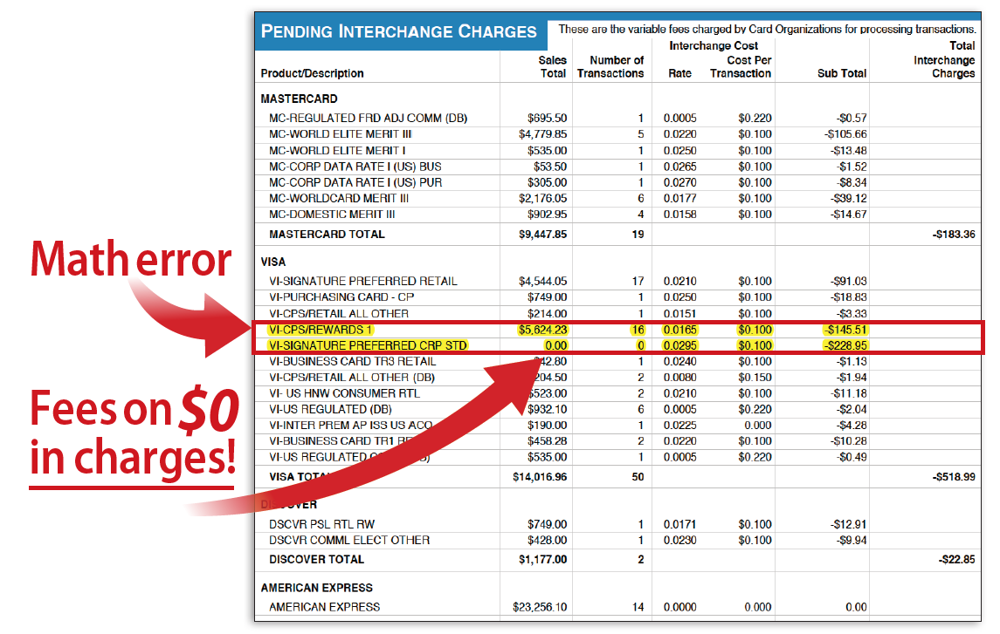 PENDING INTERCHANGE CHARGES These are the variable fees charged by Card Organizations for processing transactions.
Interchange Cost Total
Sales Number of Cost Per Interchange
Product/Description Total Transactions Rate Transaction Sub Total Charges
MASTERCARD
MC-REGULATED FRD ADJ COMM (DB) $695.50 1 0.0005 $0.220 -$0.57
MC-WORLD ELITE MERIT III $4,779.85 5 0.0220 $0.100 -$105.66
MC-WORLD ELITE MERIT I $535.00 1 0.0250 $0.100 -$13.48
MC-CORP DATA RATE I (US) BUS $53.50 1 0.0265 $0.100 -$1.52
MC-CORP DATA RATE I (US) PUR $305.00 1 0.0270 $0.100 -$8.34
MC-WORLDCARD MERIT III $2,176.05 6 0.0177 $0.100 -$39.12
MC-DOMESTIC MERIT III $902.95 4 0.0158 $0.100 -$14.67
MASTERCARD TOTAL $9,447.85 19 -$183.36
Math error
VISA
VI-SIGNATURE PREFERRED RETAIL $4,544.05 17 0.0210 $0.100 -$91.03
VI-PURCHASING CARD - CP $749.00 1 0.0250 $0.100 -$18.83
VI-CPS/RETAIL ALL OTHER $214.00 1 0.0151 $0.100 -$3.33
VI-CPS/REWARDS 1 $5,624.23 16 0.0165 $0.100 -$145.51
VI-SIGNATURE PREFERRED CRP STD 0.00 0 0.0295 $0.100 -$228.95
VI-BUSINESS CARD TR3 RETAIL 42.80 1 0.0240 $0.100 -$1.13
VI-CPS/RETAIL ALL OTHER (DB) 204.50 2 0.0080 $0.150 -$1.94
VI- US HNW CONSUMER RTL $523.00 2 0.0210 $0.100 -$11.18
VI-US REGULATED (DB) $932.10 6 0.0005 $0.220 -$2.04
VI-INTER PREM AP ISS US ACQ $190.00 1 0.0225 0.000 -$4.28
VI-BUSINESS CARD TR1 $458.28 2 0.0220 $0.100 -$10.28
VI-US REGULATED $535.00 1 0.0005 $0.220 -$0.49
Fees on $0
in charges!
VISA TOTAL $14,016.96 50 -$518.99
DISCOVER
DSCVR PSL RTL RW $749.00 1 0.0171 $0.100 -$12.91
DSCVR COMML ELECT OTHER $428.00 1 0.0230 $0.100 -$9.94
DISCOVER TOTAL $1,177.00 2 -$22.85
AMERICAN EXPRESS
AMERICAN EXPRESS $23,256.10 14 0.0000 0.000 0.00